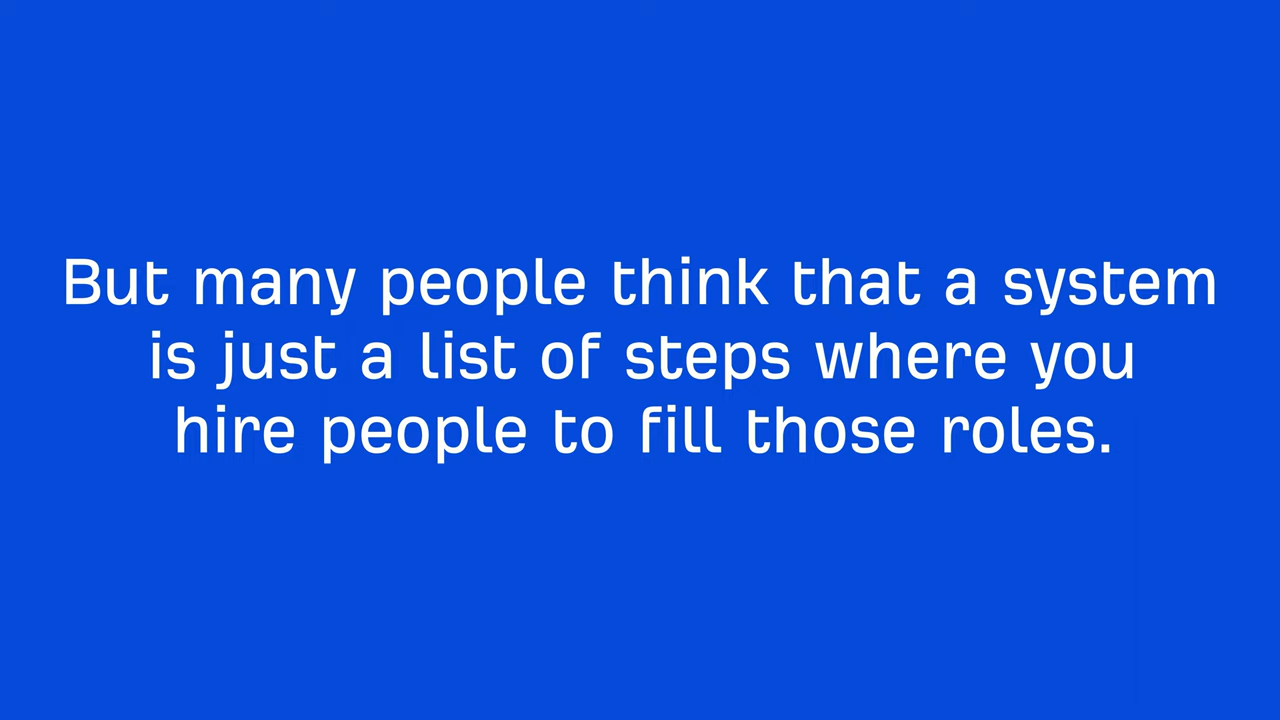 But many people think that a system
is just a list of steps where you
hire people to fill those roles.